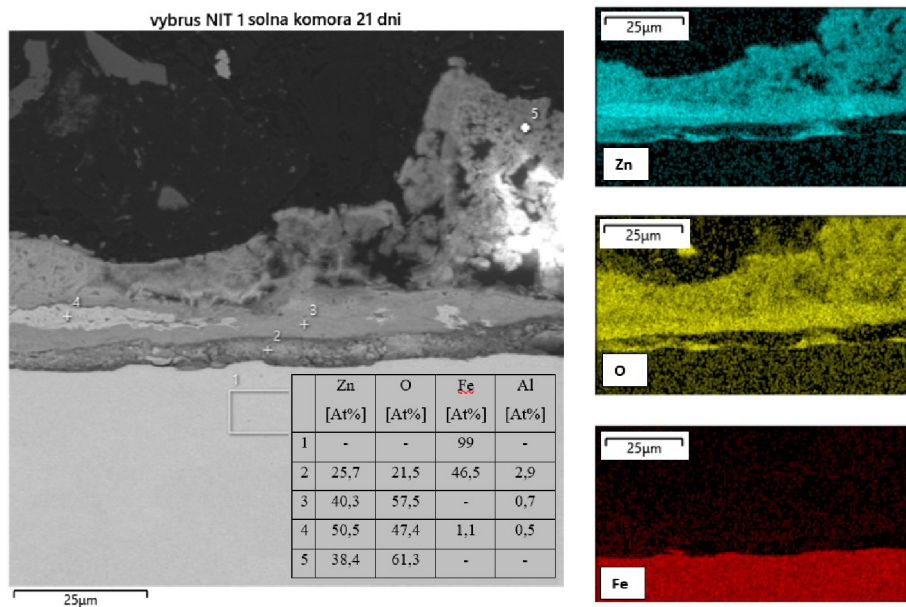 vybrus NIT 1 solna komora 21 dni
5
4
3
2
1
Zn O Fe Al
[At%] [At%] [At%] [At%]
1 - - 99 -
2 25,7 21,5 46,5 2,9
3 40,3 57,5 - 0,7
4 50,5 47,4 1,1 0,5
5 38,4 61,3 - -
25µm
25µm
Zn
25µm
O
25µm
Fe